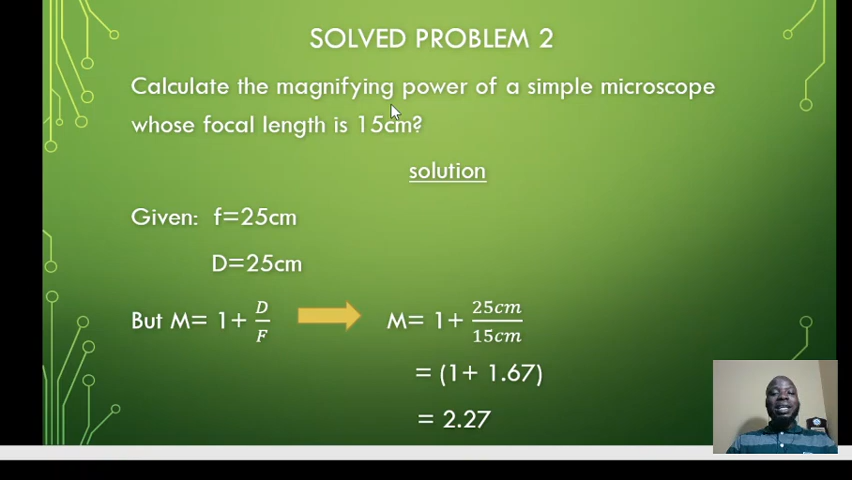 SOLVED PROBLEM 2
Calculate the magnifying power of a simple microscope
whose focal length is 15cm?
solution
Given: f=25cm
D=25cm
But M= 1+ D/F M= 1+ 25cm/15cm
= (1+ 1.67)
= 2.27